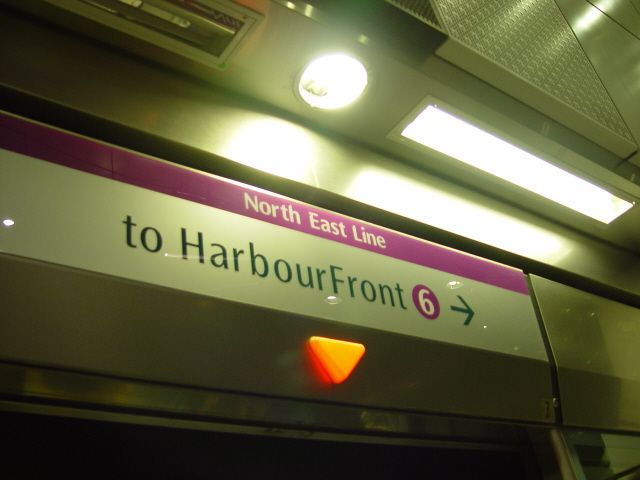 North East Line
to HarbourFront 6 →